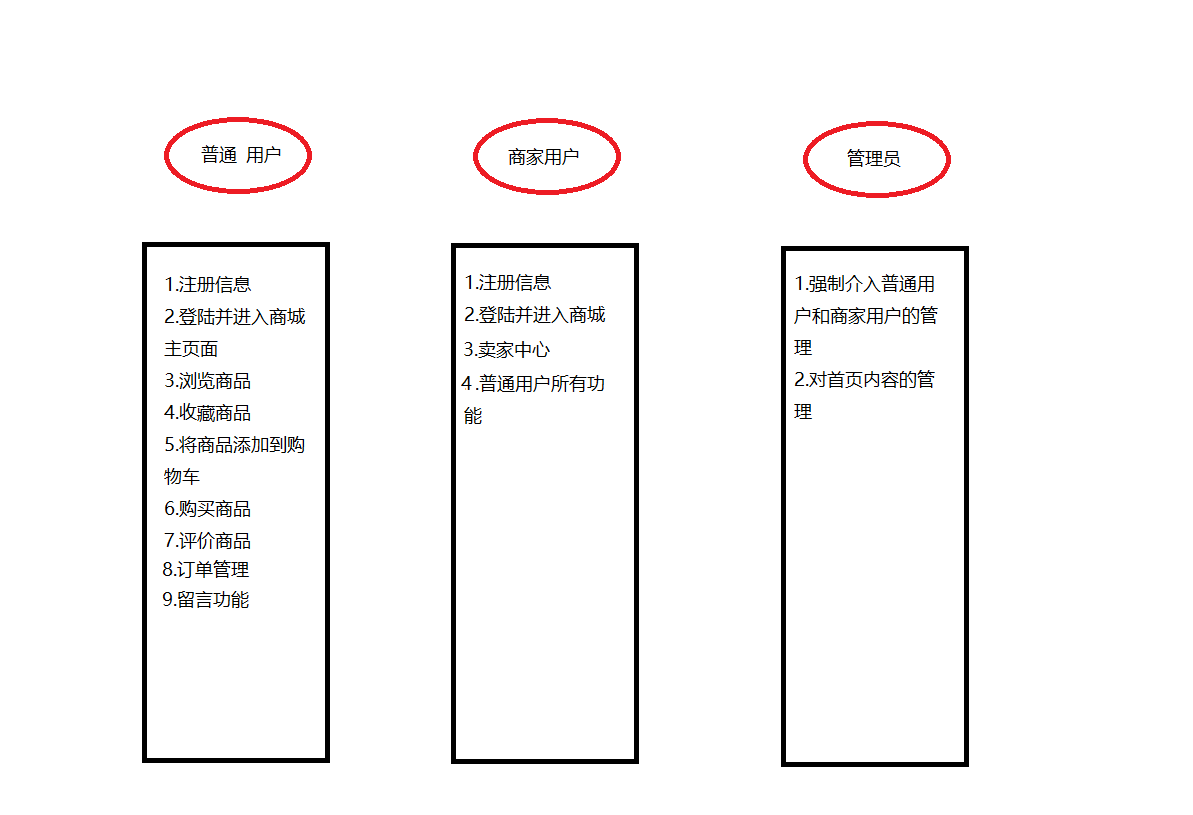 普通 用户
商家用户
管理员
1.注册信息
2.登陆并进入商城
主页面
3.浏览商品
4.收藏商品
5.将商品添加到购
物车
6.购买商品
7.评价商品
8.订单管理
9.留言功能
1.注册信息
2.登陆并进入商城
3.卖家中心
4.普通用户所有功
能
1.强制介入普通用
户和商家用户的管
理
2.对首页内容的管
理